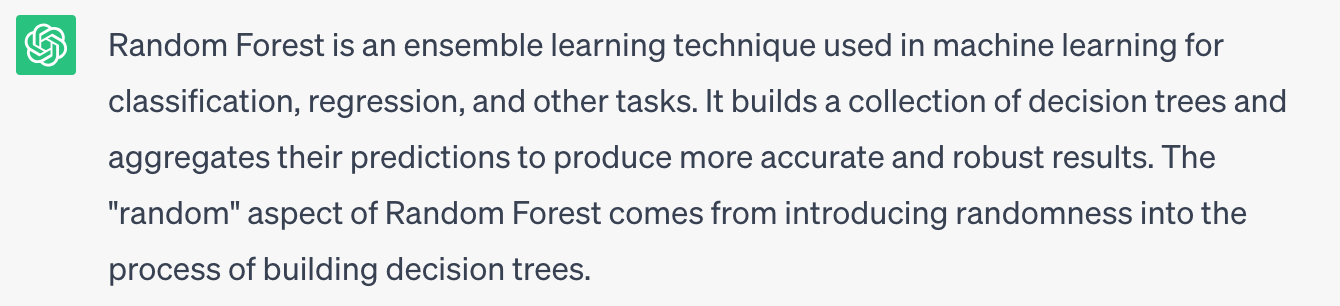 Random Forest is an ensemble learning technique used in machine learning for
classification, regression, and other tasks. It builds a collection of decision trees and
aggregates their predictions to produce more accurate and robust results. The
"random" aspect of Random Forest comes from introducing randomness into the
process of building decision trees.